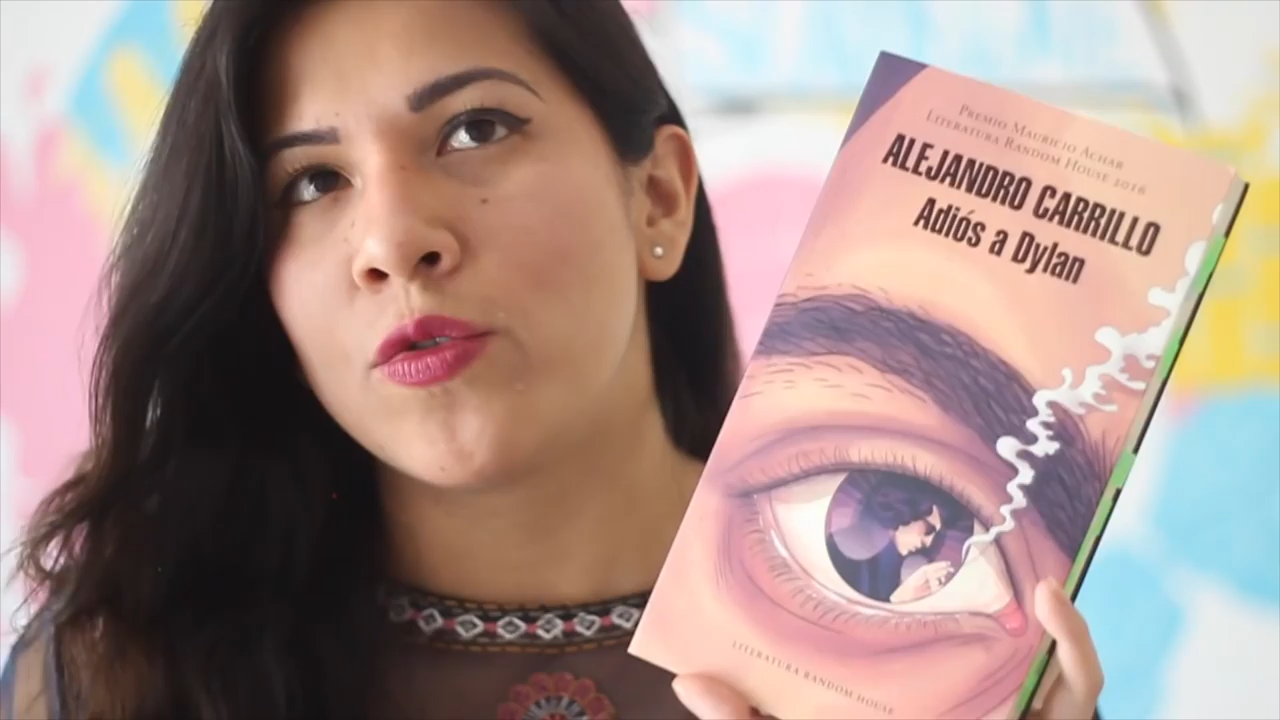 PREMIO MAURICIO ACHAR
LITERATURA RANDOM HOUSE 2016
ALEJANDRO CARRILLO
Adiós a Dylan
LITERATURA RANDOM HOUSE